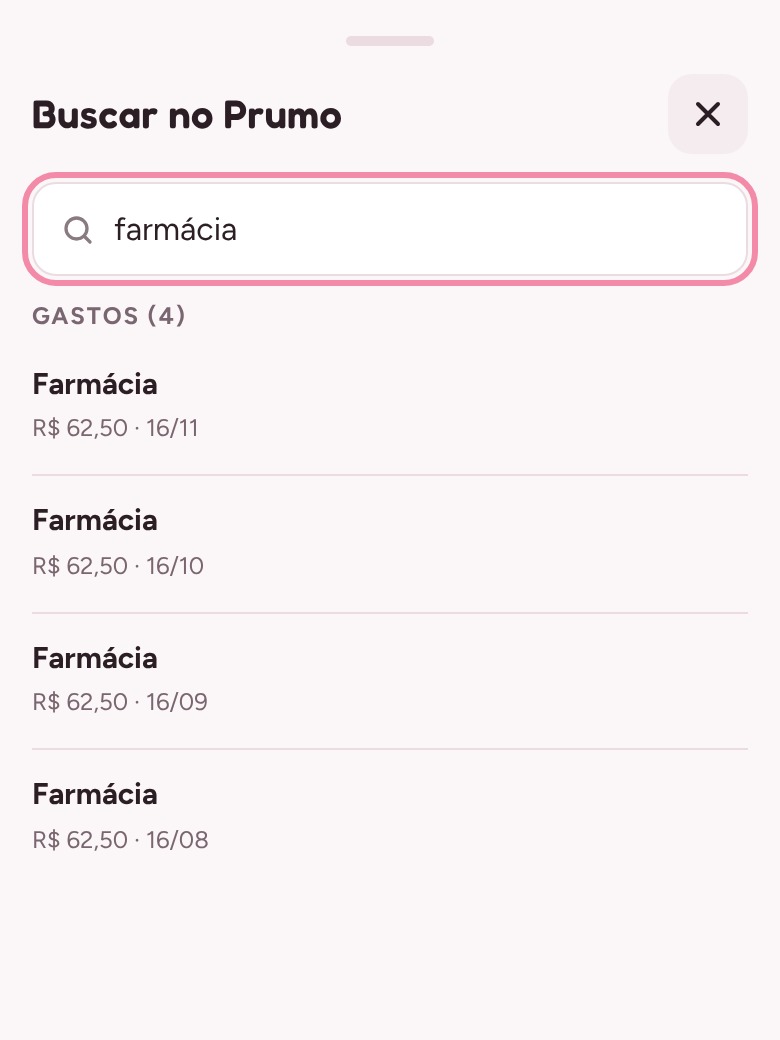 Buscar no Prumo
farmácia
GASTOS (4)
Farmácia
R$ 62,50 · 16/11
Farmácia
R$ 62,50 · 16/10
Farmácia
R$ 62,50 · 16/09
Farmácia
R$ 62,50 · 16/08